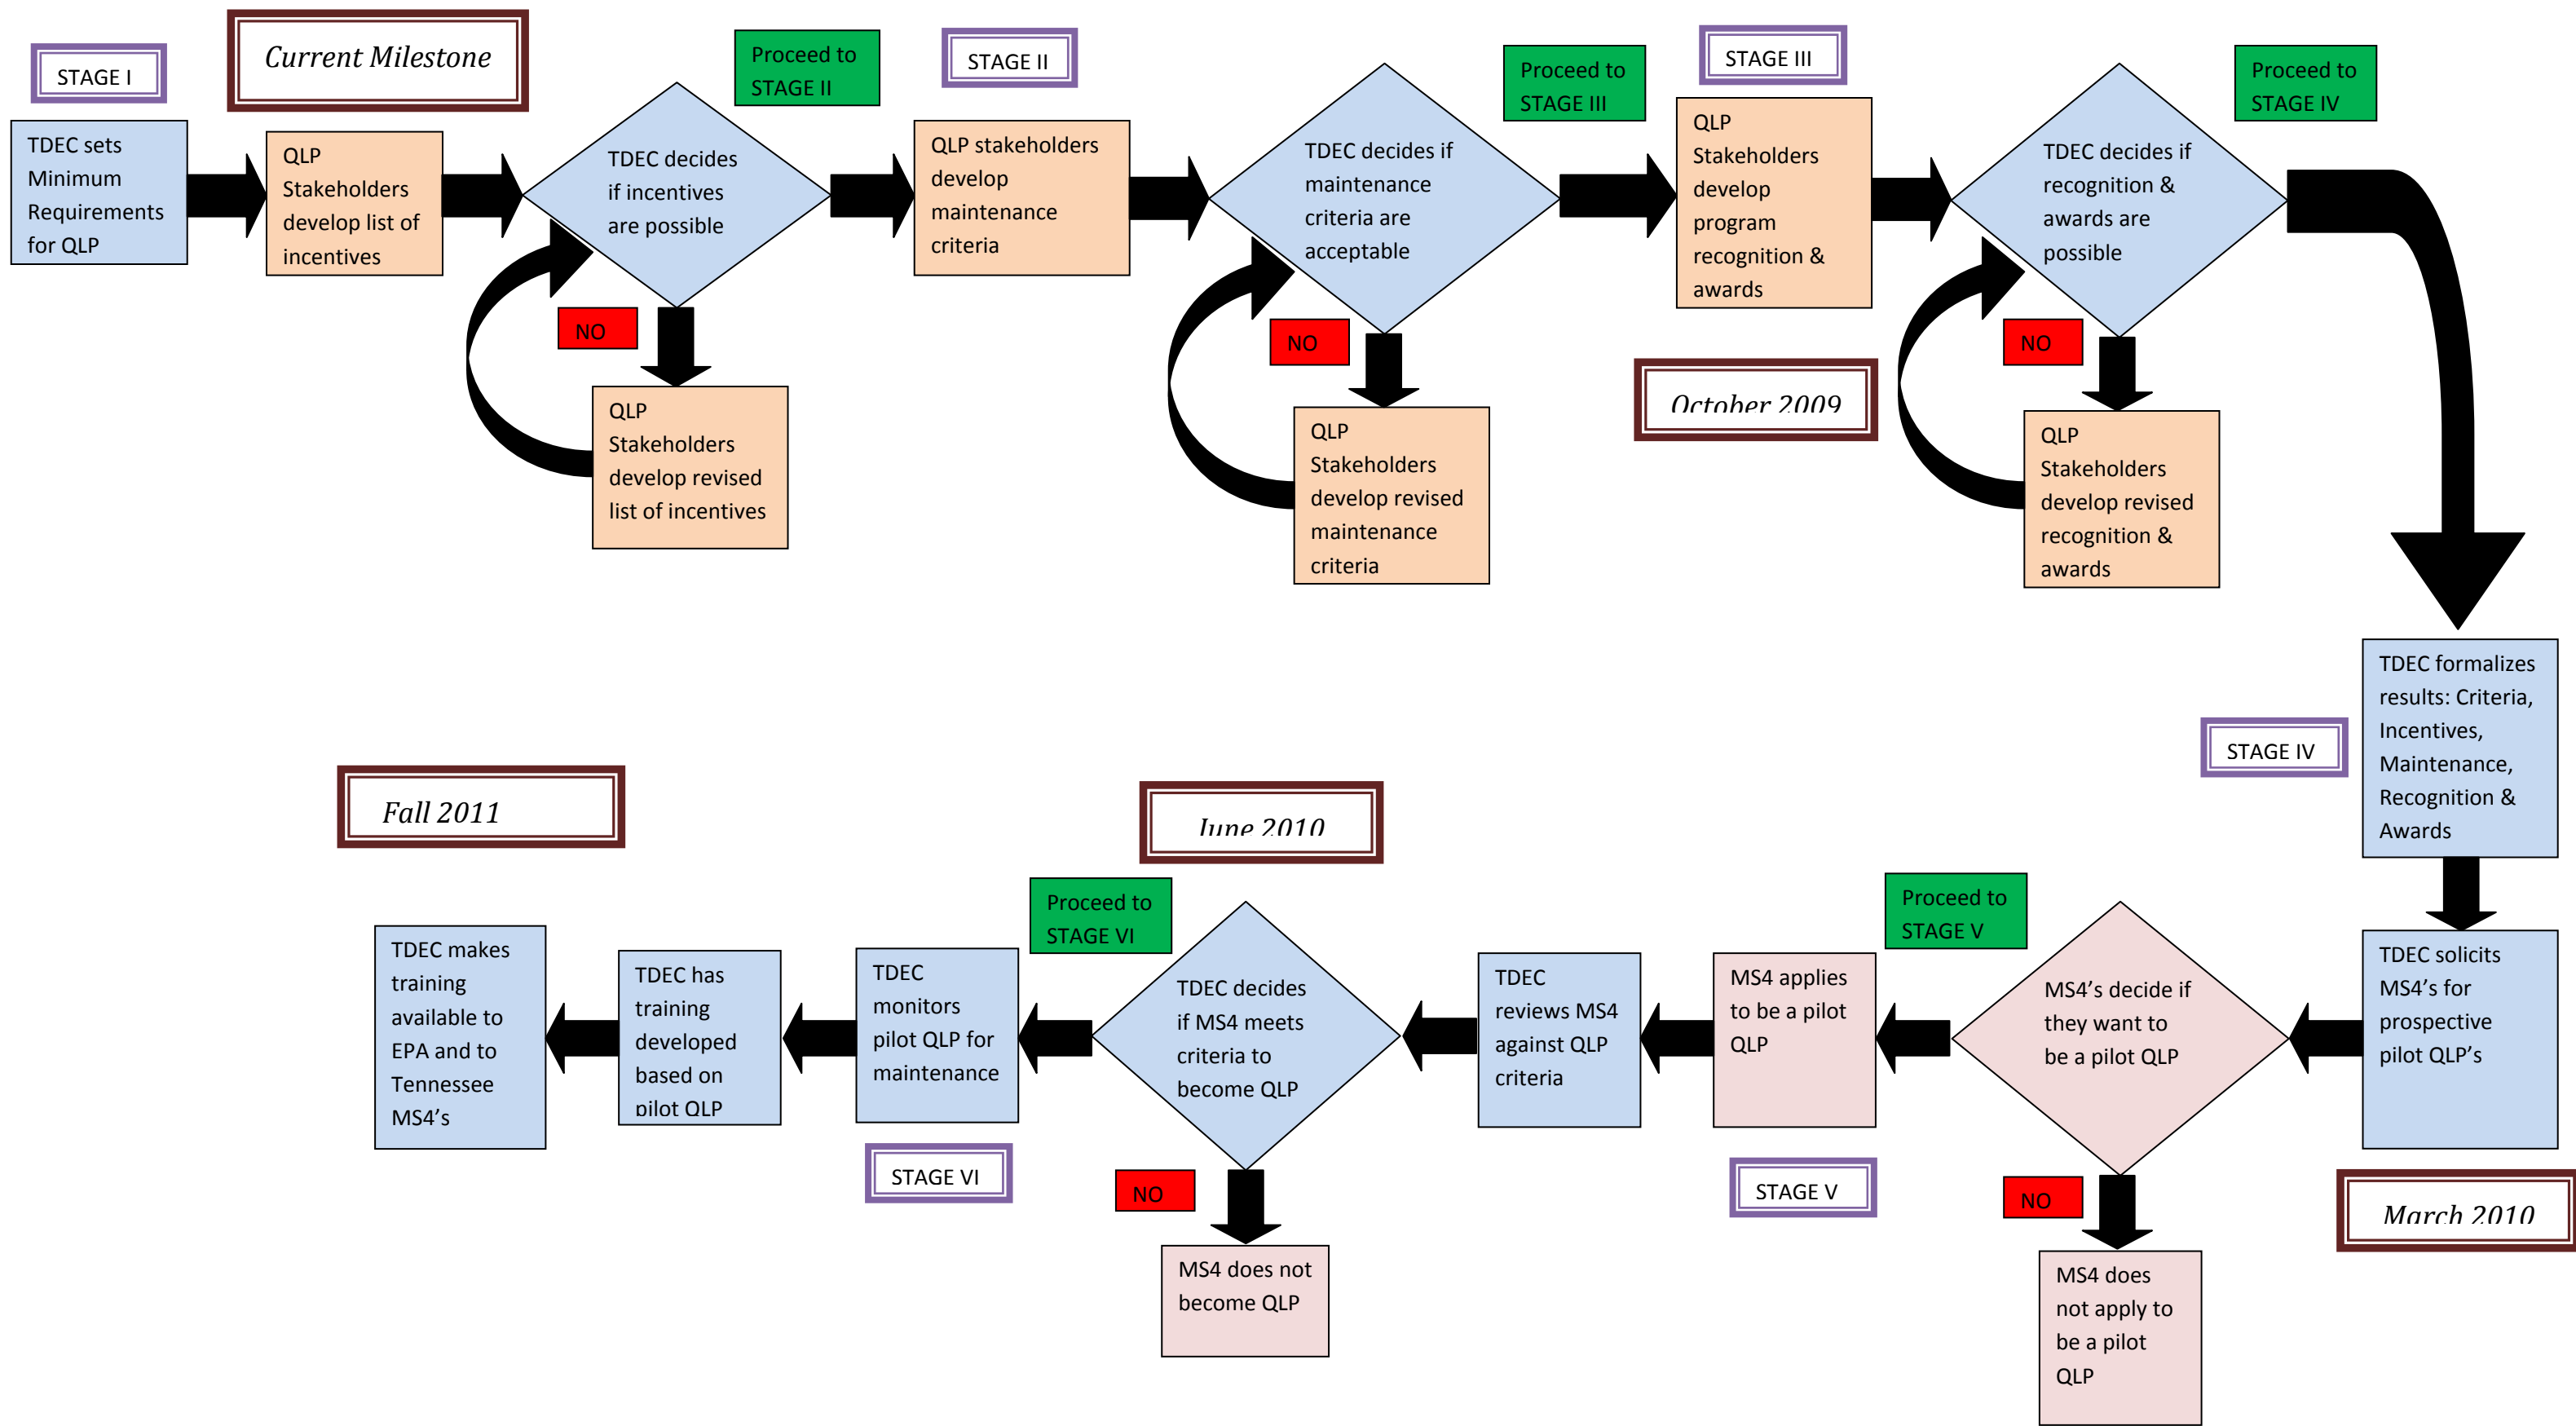 STAGE I
Current Milestone
Proceed to
STAGE II
STAGE II
Proceed to
STAGE III
STAGE III
Proceed to
STAGE IV
TDEC sets
Minimum
Requirements
for QLP
QLP
Stakeholders
develop list of
incentives
TDEC decides
if incentives
are possible
QLP stakeholders
develop
maintenance
criteria
TDEC decides if
maintenance
criteria are
acceptable
QLP
Stakeholders
develop
program
recognition &
awards
TDEC decides if
recognition &
awards are
possible
NO
NO
NO
QLP
Stakeholders
develop revised
list of incentives
QLP
Stakeholders
develop revised
maintenance
criteria
October 2009
QLP
Stakeholders
develop revised
recognition &
awards
TDEC formalizes
results: Criteria,
Incentives,
Maintenance,
Recognition &
Awards
STAGE IV
Fall 2011
June 2010
Proceed to
STAGE VI
Proceed to
STAGE V
TDEC makes
training
available to
EPA and to
Tennessee
MS4's
TDEC has
training
developed
based on
pilot QLP
TDEC
monitors
pilot QLP for
maintenance
TDEC decides
if MS4 meets
criteria to
become QLP
TDEC
reviews MS4
against QLP
criteria
MS4 applies
to be a pilot
QLP
MS4's decide if
they want to
be a pilot QLP
TDEC solicits
MS4's for
prospective
pilot QLP's
STAGE VI
NO
STAGE V
NO
March 2010
MS4 does not
become QLP
MS4 does
not apply to
be a pilot
QLP